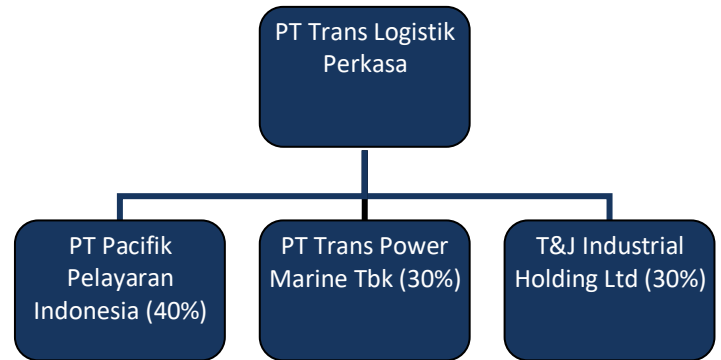 PT Trans Logistik
Perkasa
PT Pacifik
Pelayaran
Indonesia (40%)
PT Trans Power
Marine Tbk (30%)
T&J Industrial
Holding Ltd (30%)